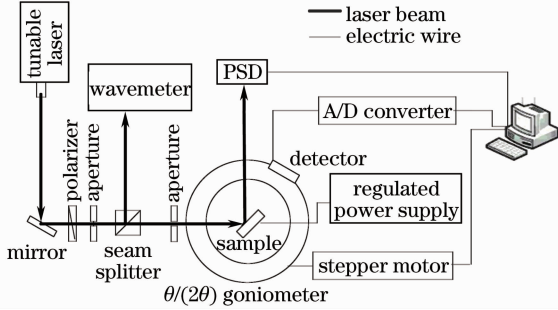 laser beam
electric wire
tunable
laser
wavemeter
PSD
A/D converter
polarizer
aperture
aperture
detector
regulated
power supply
mirror
seam
splitter
sample
stepper motor
θ/(2θ) goniometer